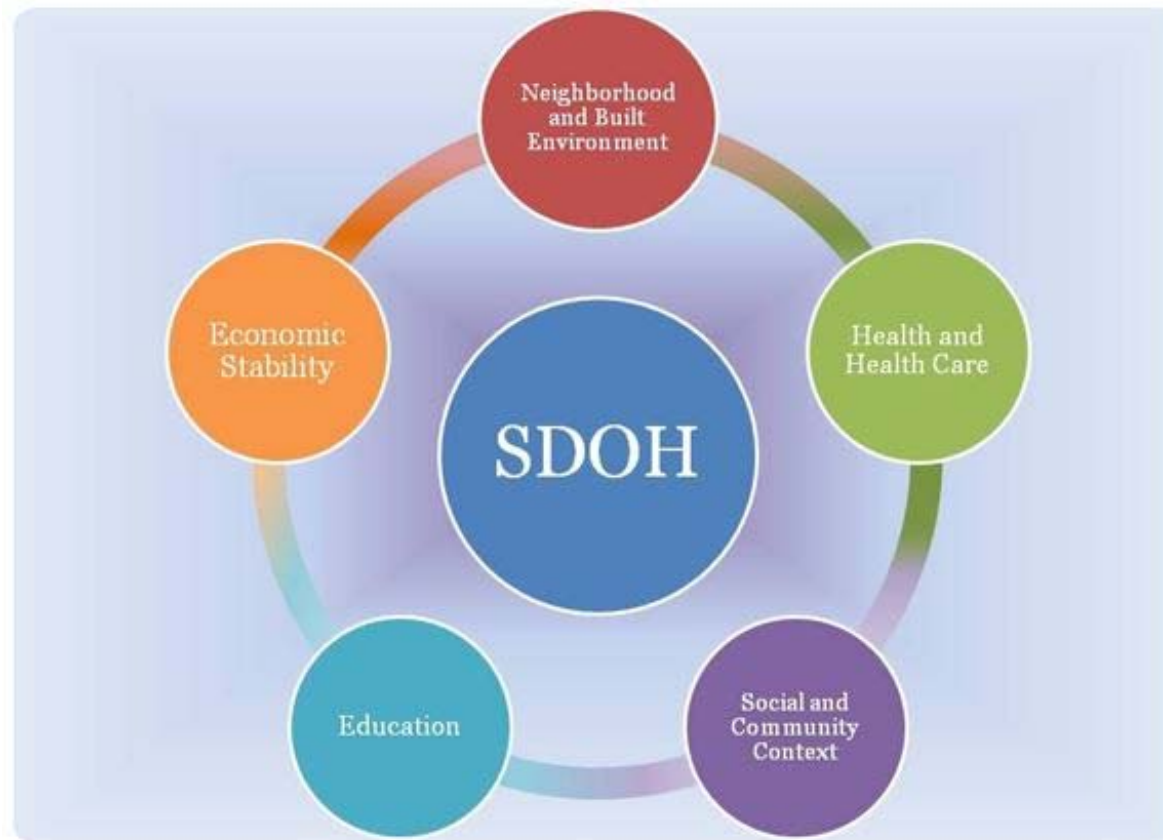 Neighborhood
and Built
Environment
Economic
Stability
Health and
Health Care
SDOH
Education
Social and
Community
Context